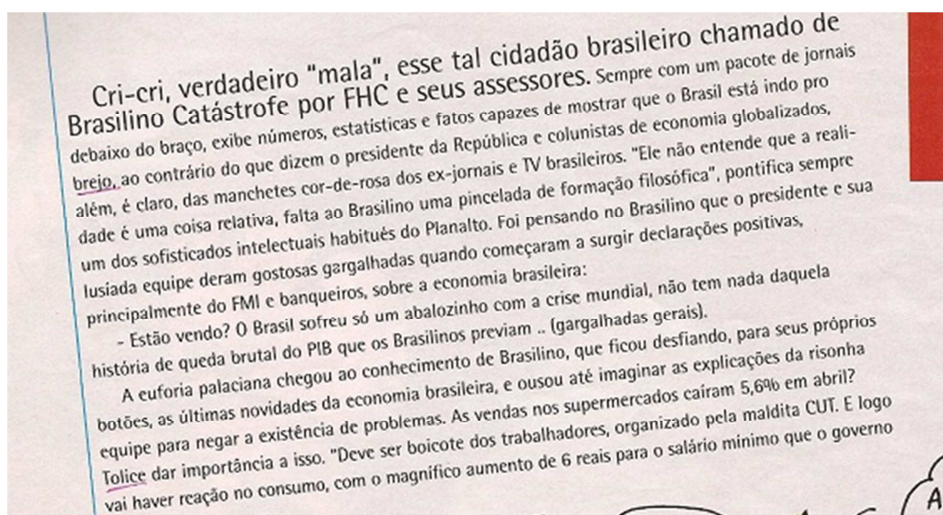 Cri-cri, verdadeiro "mala", esse tal cidadão brasileiro chamado de
Brasilino Catástrofe por FHC e seus assessores. Sempre com um pacote de jornais
debaixo do braço, exibe números, estatísticas e fatos capazes de mostrar que o Brasil está indo pro
brejo, ao contrário do que dizem o presidente da República e colunistas de economia globalizados,
além, é claro, das manchetes cor-de-rosa dos ex-jornais e TV brasileiros. "Ele não entende que a reali-
dade é uma coisa relativa, falta ao Brasilino uma pincelada de formação filosófica", pontifica sempre
um dos sofisticados intelectuais habitués do Planalto. Foi pensando no Brasilino que o presidente e sua
lusíada equipe deram gostosas gargalhadas quando começaram a surgir declarações positivas,
principalmente do FMI e banqueiros, sobre a economia brasileira:
- Estão vendo? O Brasil sofreu só um abalozinho com a crise mundial, não tem nada daquela
história de queda brutal do PIB que os Brasilinos previam .. (gargalhadas gerais).
A euforia palaciana chegou ao conhecimento de Brasilino, que ficou desfiando, para seus próprios
botões, as últimas novidades da economia brasileira, e ousou até imaginar as explicações da risonha
equipe para negar a existência de problemas. As vendas nos supermercados caíram 5,6% em abril?
Tolice dar importância a isso. "Deve ser boicote dos trabalhadores, organizado pela maldita CUT. E logo
vai haver reação no consumo, com o magnífico aumento de 6 reais para o salário mínimo que o governo
A